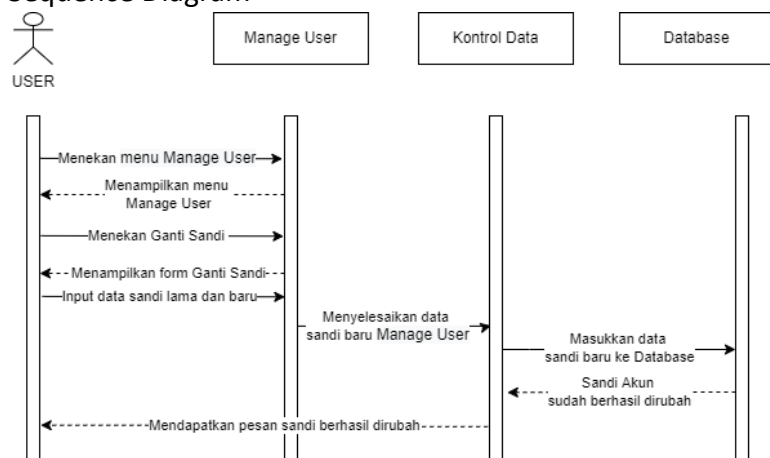 Sequence Diagram
Manage User
Kontrol Data
Database
USER
Menekan menu Manage User
Menampilkan menu
Manage User
Menekan Ganti Sandi
Menampilkan form Ganti Sandi
Input data sandi lama dan baru
Menyelesaikan data
sandi baru Manage User
Masukkan data
sandi baru ke Database
Sandi Akun
sudah berhasil dirubah
Mendapatkan pesan sandi berhasil dirubah